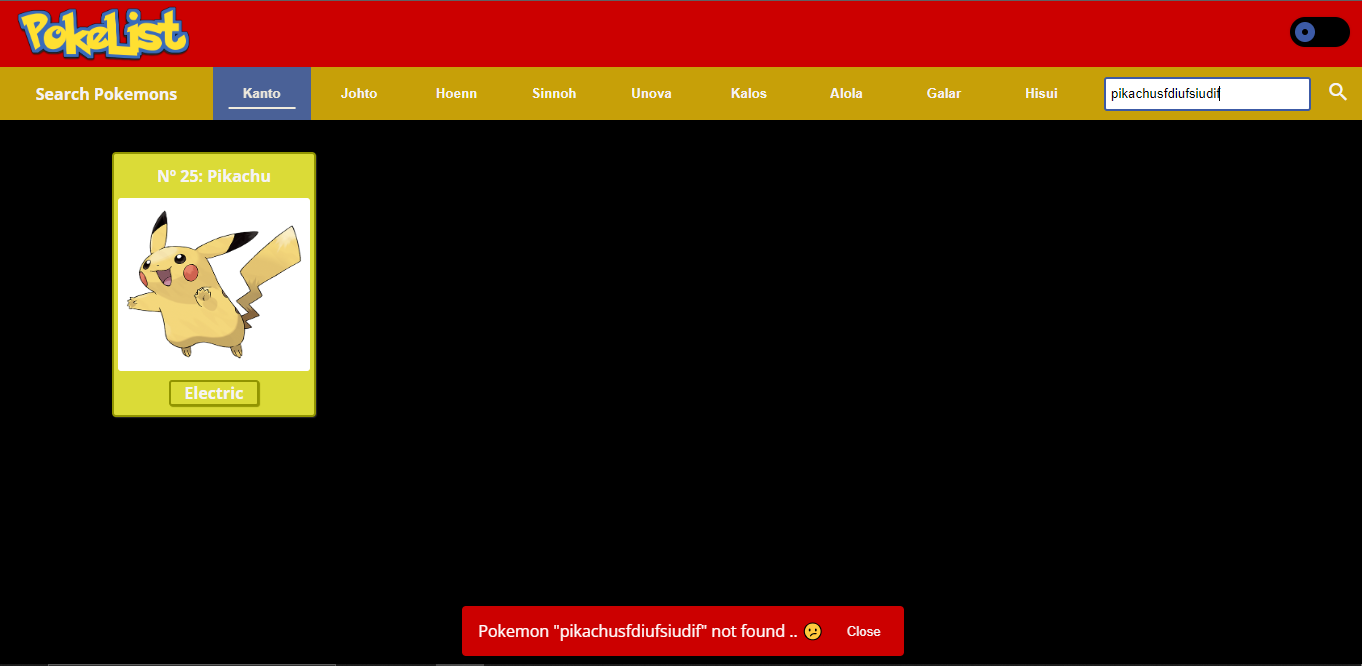 PokeList
Search Pokemons Kanto Johto Hoenn Sinnoh Unova Kalos Alola Galar Hisui pikachusfdiufsiudif
Nº 25: Pikachu
Electric
Pokemon "pikachusfdiufsiudif" not found .. 😕 Close